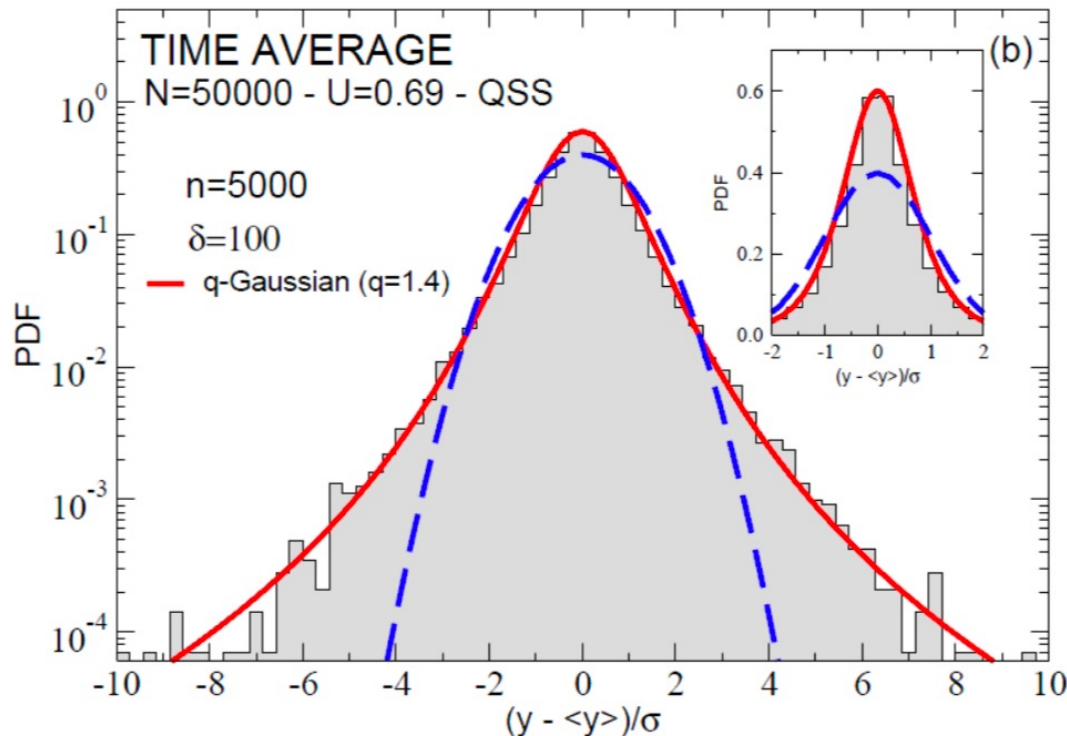 TIME AVERAGE
N=50000 - U=0.69 - QSS
n=5000
δ=100
q-Gaussian (q=1.4)
(b)
PDF
10^0
10^-1
10^-2
10^-3
10^-4
-10 -8 -6 -4 -2 0 2 4 6 8 10
(y - <y>)/σ
PDF
0.6
0.4
0.2
0.0
-2 -1 0 1 2
(y - <y>)/σ